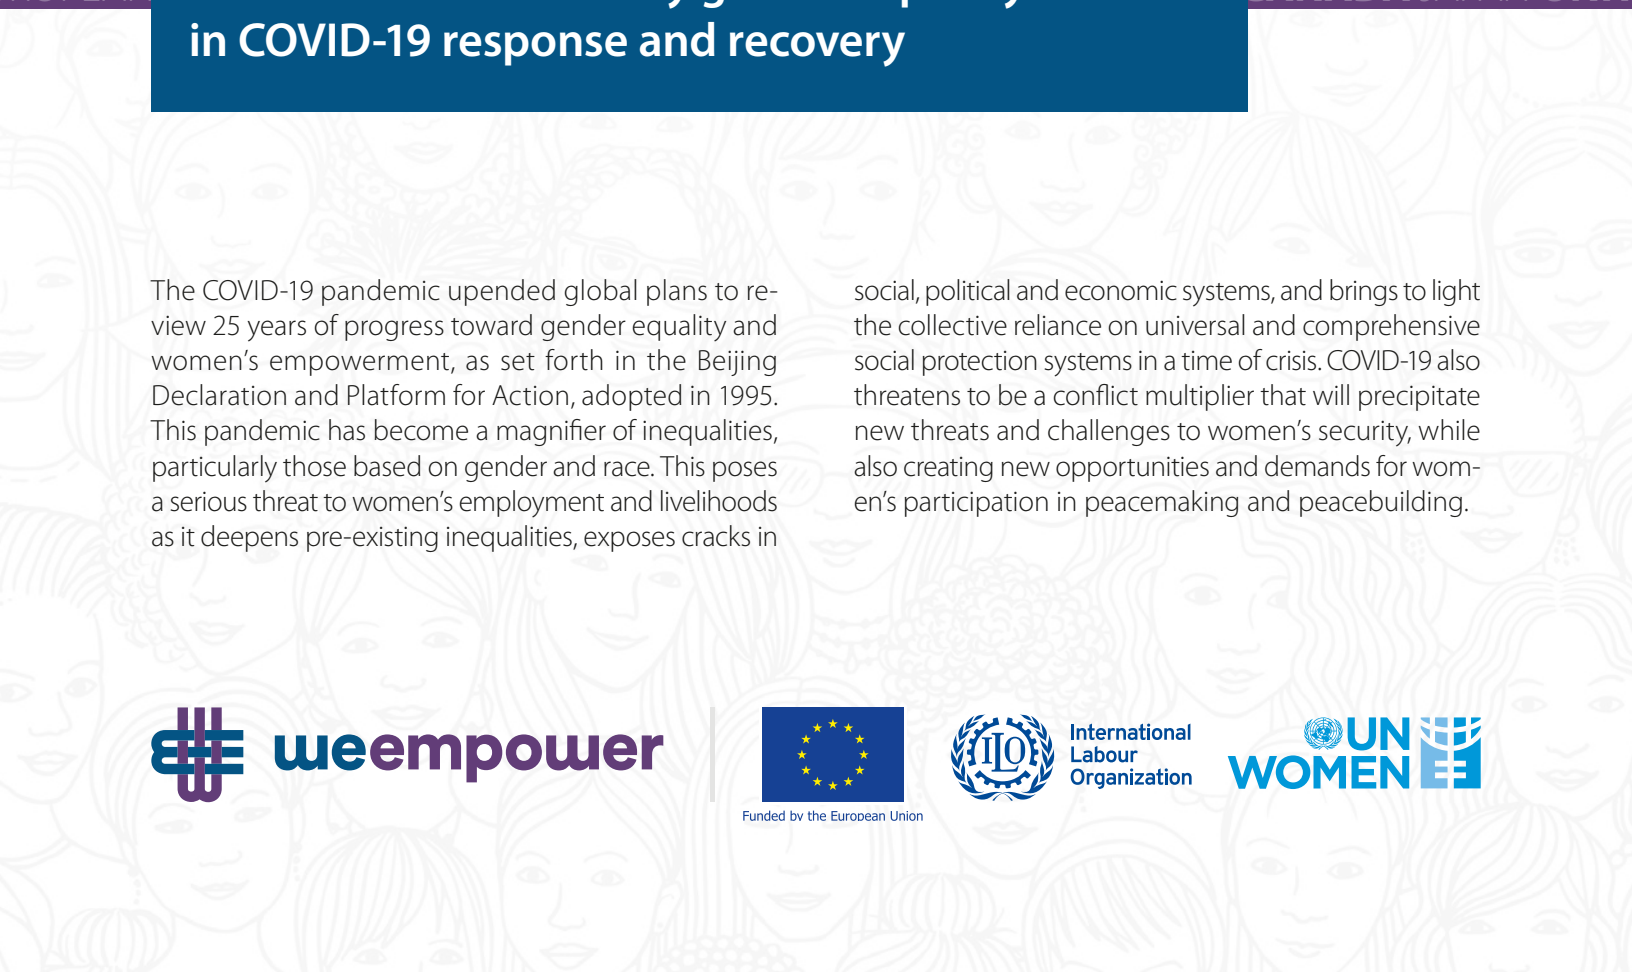 in COVID-19 response and recovery
The COVID-19 pandemic upended global plans to re-
view 25 years of progress toward gender equality and
women's empowerment, as set forth in the Beijing
Declaration and Platform for Action, adopted in 1995.
This pandemic has become a magnifier of inequalities,
particularly those based on gender and race. This poses
a serious threat to women's employment and livelihoods
as it deepens pre-existing inequalities, exposes cracks in
social, political and economic systems, and brings to light
the collective reliance on universal and comprehensive
social protection systems in a time of crisis. COVID-19 also
threatens to be a conflict multiplier that will precipitate
new threats and challenges to women's security, while
also creating new opportunities and demands for wom-
en's participation in peacemaking and peacebuilding.
weempower
Funded by the European Union
ILO
International
Labour
Organization
UN
WOMEN